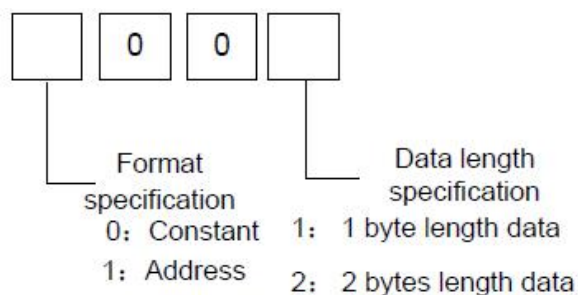 0 0
Format
specification
0: Constant
1: Address
Data length
specification
1: 1 byte length data
2: 2 bytes length data